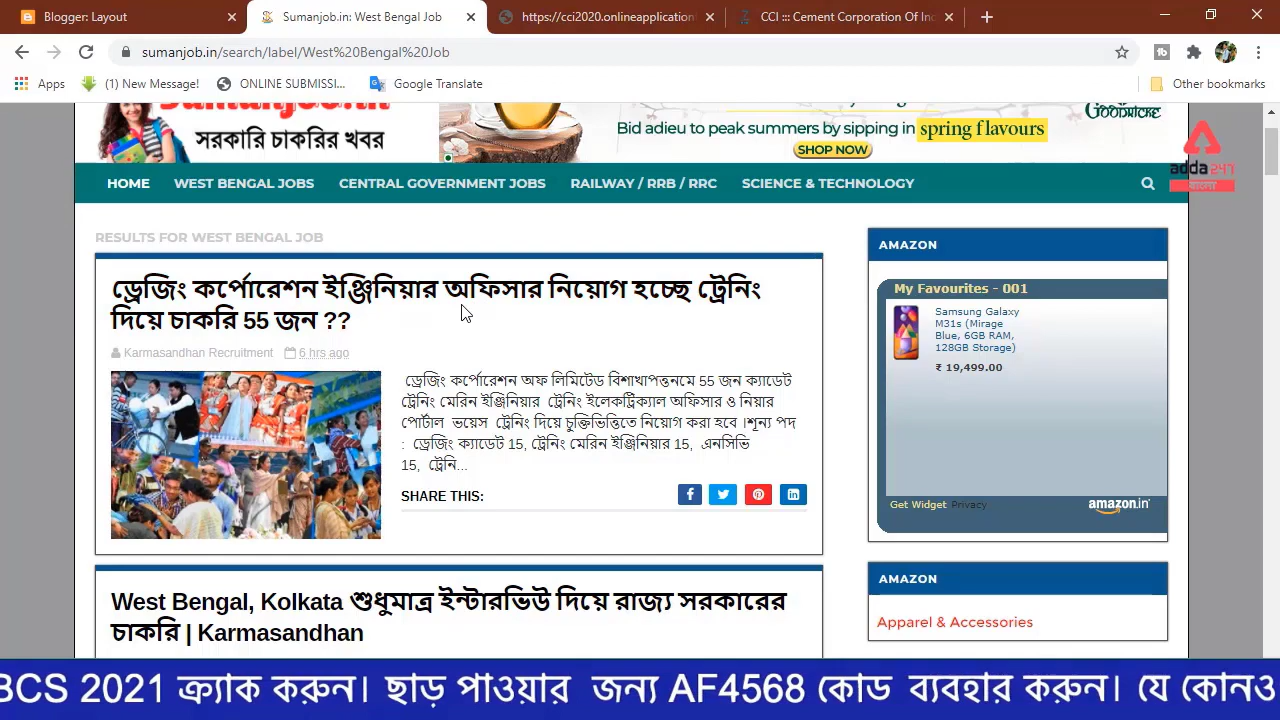 Blogger: Layout
Sumanjob.in: West Bengal Job
https://cci2020.onlineapplication
CCI ::: Cement Corporation Of Inc
sumanjob.in/search/label/West%20Bengal%20Job
Apps
(1) New Message!
ONLINE SUBMISSI...
Google Translate
Other bookmarks
সরকারি চাকরির খবর
Bid adieu to peak summers by sipping in spring flavours
SHOP NOW
GOODRICKE
adda 247
বাংলা
HOME
WEST BENGAL JOBS
CENTRAL GOVERNMENT JOBS
RAILWAY / RRB / RRC
SCIENCE & TECHNOLOGY
RESULTS FOR WEST BENGAL JOB
ড্রেজিং কর্পোরেশন ইঞ্জিনিয়ার অফিসার নিয়োগ হচ্ছে ট্রেনিং
দিয়ে চাকরি 55 জন ??
Karmasandhan Recruitment
6 hrs ago
ড্রেজিং কর্পোরেশন অফ লিমিটেড বিশাখাপত্তনমে 55 জন ক্যাডেট
ট্রেনিং মেরিন ইঞ্জিনিয়ার ট্রেনিং ইলেকট্রিক্যাল অফিসার ও নিয়ার
পোর্টাল ভয়েস ট্রেনিং দিয়ে চুক্তিভিত্তিতে নিয়োগ করা হবে ।শূন্য পদ
: ড্রেজিং ক্যাডেট 15, ট্রেনিং মেরিন ইঞ্জিনিয়ার 15, এনসিভি
15, ট্রেনি...
SHARE THIS:
AMAZON
My Favourites - 001
Samsung Galaxy
M31s (Mirage
Blue, 6GB RAM,
128GB Storage)
₹ 19,499.00
Get Widget
Privacy
amazon.in
AMAZON
Apparel & Accessories
West Bengal, Kolkata শুধুমাত্র ইন্টারভিউ দিয়ে রাজ্য সরকারের
চাকরি | Karmasandhan
BCS 2021 ক্র্যাক করুন। ছাড় পাওয়ার জন্য AF4568 কোড ব্যবহার করুন। যে কোনও